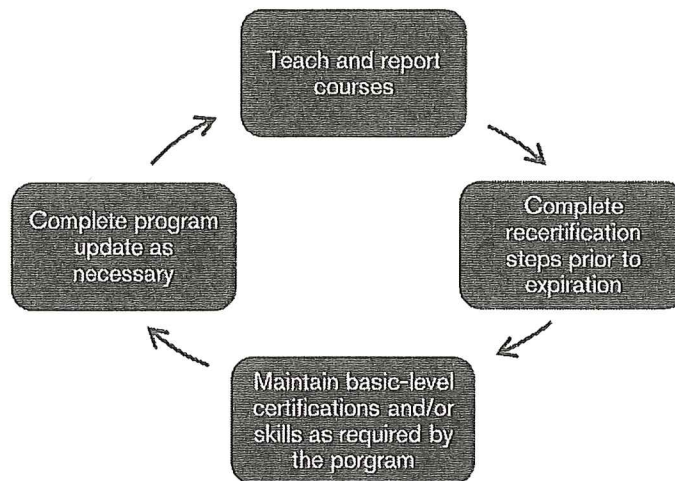 Teach and report
courses
Complete
recertification
steps prior to
expiration
Maintain basic-level
certifications and/or
skills as required by
the porgram
Complete program
update as
necessary